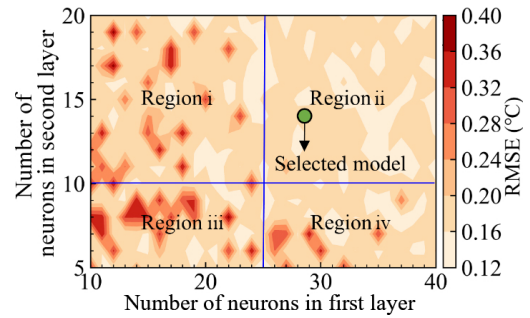 20
15
10
5
Number of
neurons in second layer
Region i
Region ii
Selected model
Region iii
Region iv
10
20
30
40
Number of neurons in first layer
0.40
0.36
0.32
0.28
0.24
0.20
0.16
0.12
RMSE (°C)